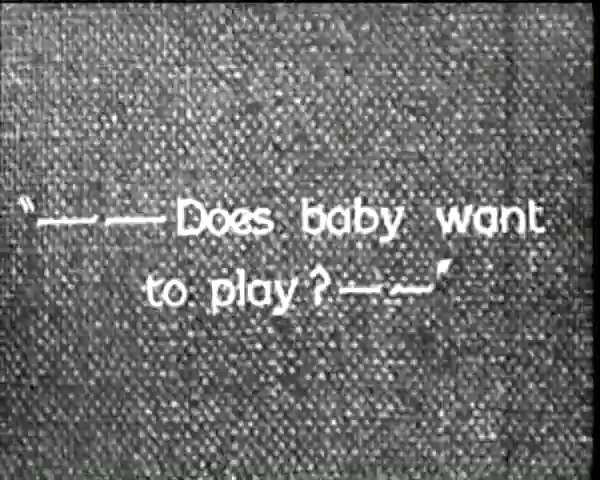 "— — Does baby want
to play? — —"